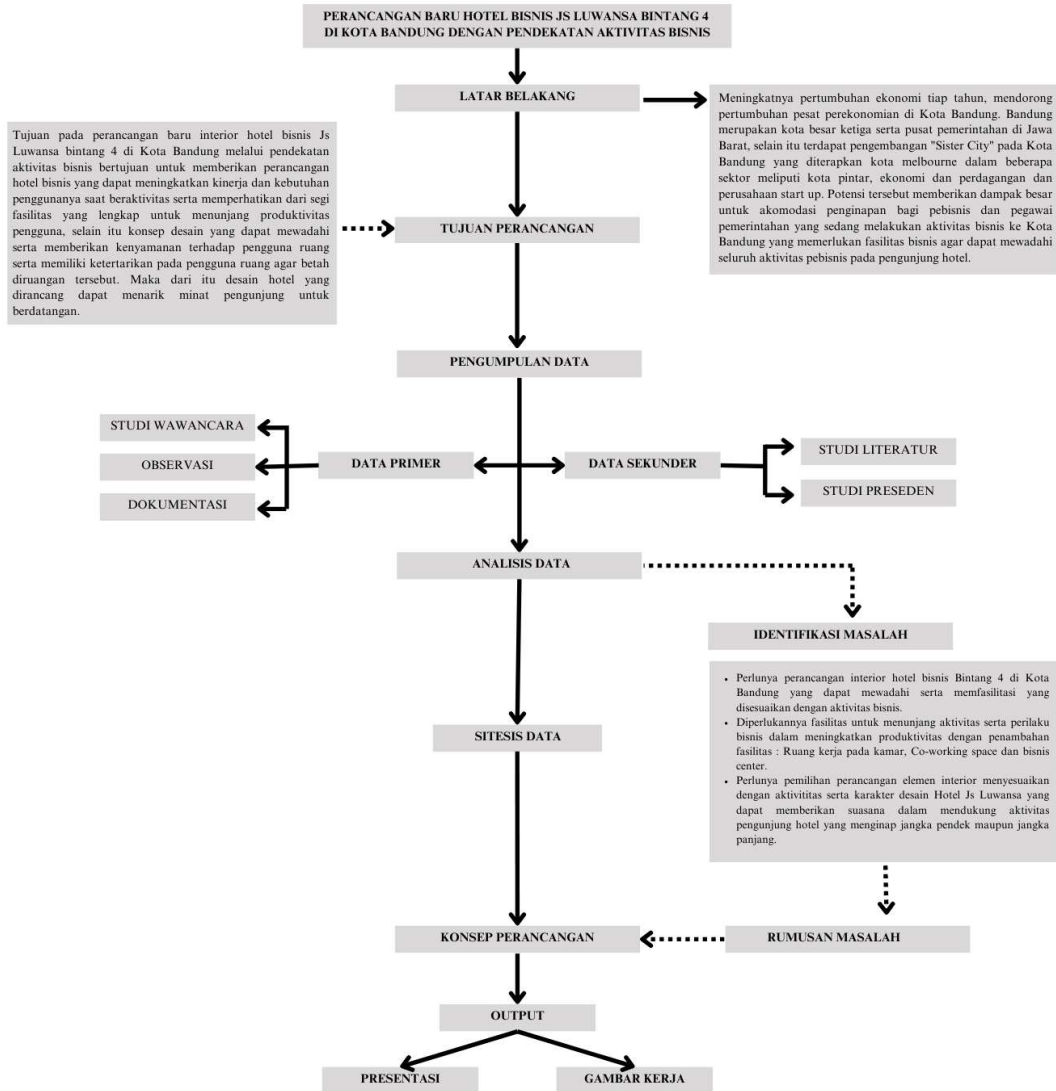 PERANCANGAN BARU HOTEL BISNIS JS LUWANSA BINTANG 4
DI KOTA BANDUNG DENGAN PENDEKATAN AKTIVITAS BISNIS
LATAR BELAKANG
Meningkatnya pertumbuhan ekonomi tiap tahun, mendorong
pertumbuhan pesat perekonomian di Kota Bandung. Bandung
merupakan kota besar ketiga serta pusat pemerintahan di Jawa
Barat, selain itu terdapat pengembangan "Sister City" pada Kota
Bandung yang diterapkan kota melbourne dalam beberapa
sektor meliputi kota pintar, ekonomi dan perdagangan dan
perusahaan start up. Potensi tersebut memberikan dampak besar
untuk akomodasi penginapan bagi pebisnis dan pegawai
pemerintahan yang sedang melakukan aktivitas bisnis ke Kota
Bandung yang memerlukan fasilitas bisnis agar dapat mewadahi
seluruh aktivitas pebisnis pada pengunjung hotel.
Tujuan pada perancangan baru interior hotel bisnis Js
Luwansa bintang 4 di Kota Bandung melalui pendekatan
aktivitas bisnis bertujuan untuk memberikan perancangan
hotel bisnis yang dapat meningkatkan kinerja dan kebutuhan
penggunanya saat beraktivitas serta memperhatikan dari segi
fasilitas yang lengkap untuk menunjang produktivitas
pengguna, selain itu konsep desain yang dapat mewadahi
serta memberikan kenyamanan terhadap pengguna ruang
serta memiliki ketertarikan pada pengguna ruang agar betah
diruangan tersebut. Maka dari itu desain hotel yang
dirancang dapat menarik minat pengunjung untuk
berdatangan.
TUJUAN PERANCANGAN
PENGUMPULAN DATA
STUDI WAWANCARA
OBSERVASI
DOKUMENTASI
DATA PRIMER
DATA SEKUNDER
STUDI LITERATUR
STUDI PRESEDEN
ANALISIS DATA
IDENTIFIKASI MASALAH
• Perlunya perancangan interior hotel bisnis Bintang 4 di Kota
Bandung yang dapat mewadahi serta memfasilitasi yang
disesuaikan dengan aktivitas bisnis.
• Diperlukannya fasilitas untuk menunjang aktivitas serta perilaku
bisnis dalam meningkatkan produktivitas dengan penambahan
fasilitas : Ruang kerja pada kamar, Co-working space dan bisnis
center.
• Perlunya pemilihan perancangan elemen interior menyesuaikan
dengan aktivititas serta karakter desain Hotel Js Luwansa yang
dapat memberikan suasana dalam mendukung aktivitas
pengunjung hotel yang menginap jangka pendek maupun jangka
panjang.
SITESIS DATA
KONSEP PERANCANGAN
RUMUSAN MASALAH
OUTPUT
PRESENTASI
GAMBAR KERJA